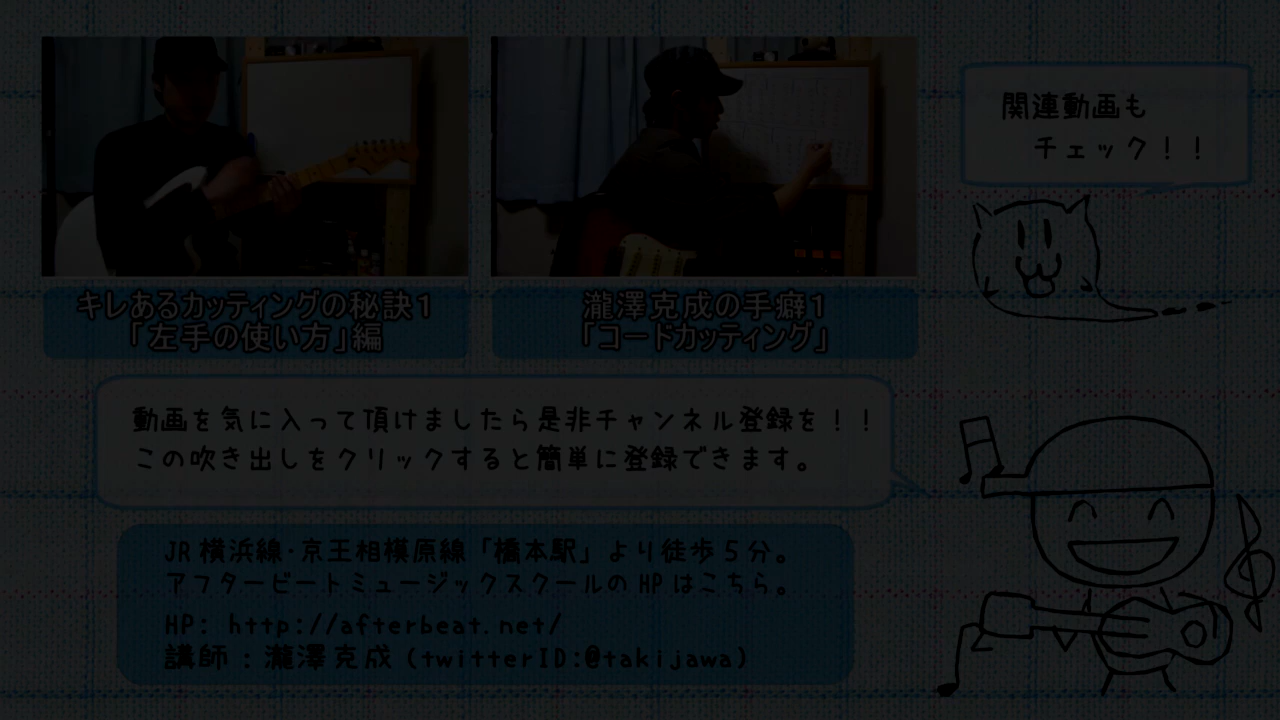 関連動画も
チェック！！
キレあるカッティングの秘訣1
「左手の使い方」編
瀧澤克成の手癖1
「コードカッティング」
動画を気に入って頂けましたら是非チャンネル登録を！！
この吹き出しをクリックすると簡単に登録できます。
JR横浜線・京王相模原線「橋本駅」より徒歩5分。
アフタービートミュージックスクールのHPはこちら。
HP: http://afterbeat.net/
講師：瀧澤克成(twitterID:@takijawa)